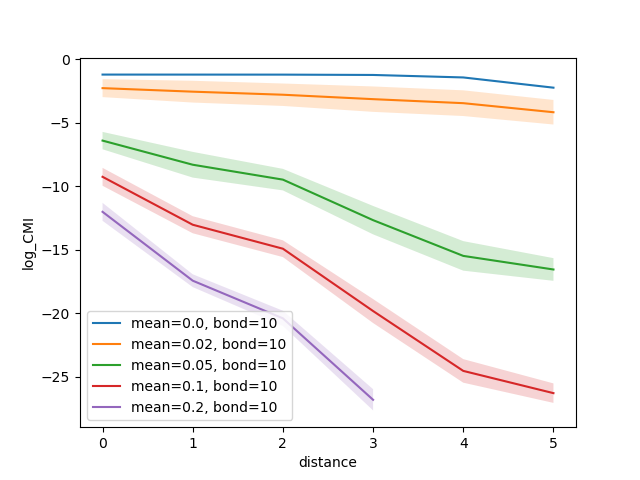 0
−5
−10
−15
−20
−25
log_CMI
mean=0.0, bond=10
mean=0.02, bond=10
mean=0.05, bond=10
mean=0.1, bond=10
mean=0.2, bond=10
0 1 2 3 4 5
distance